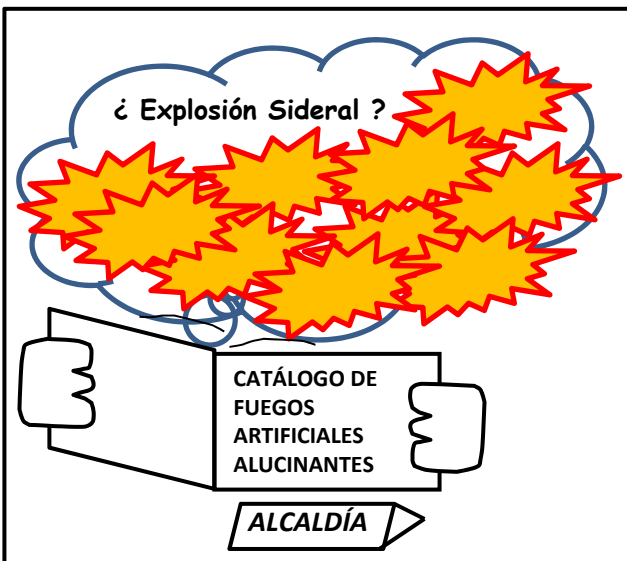 ¿ Explosión Sideral ?
CATÁLOGO DE
FUEGOS
ARTIFICIALES
ALUCINANTES
ALCALDÍA